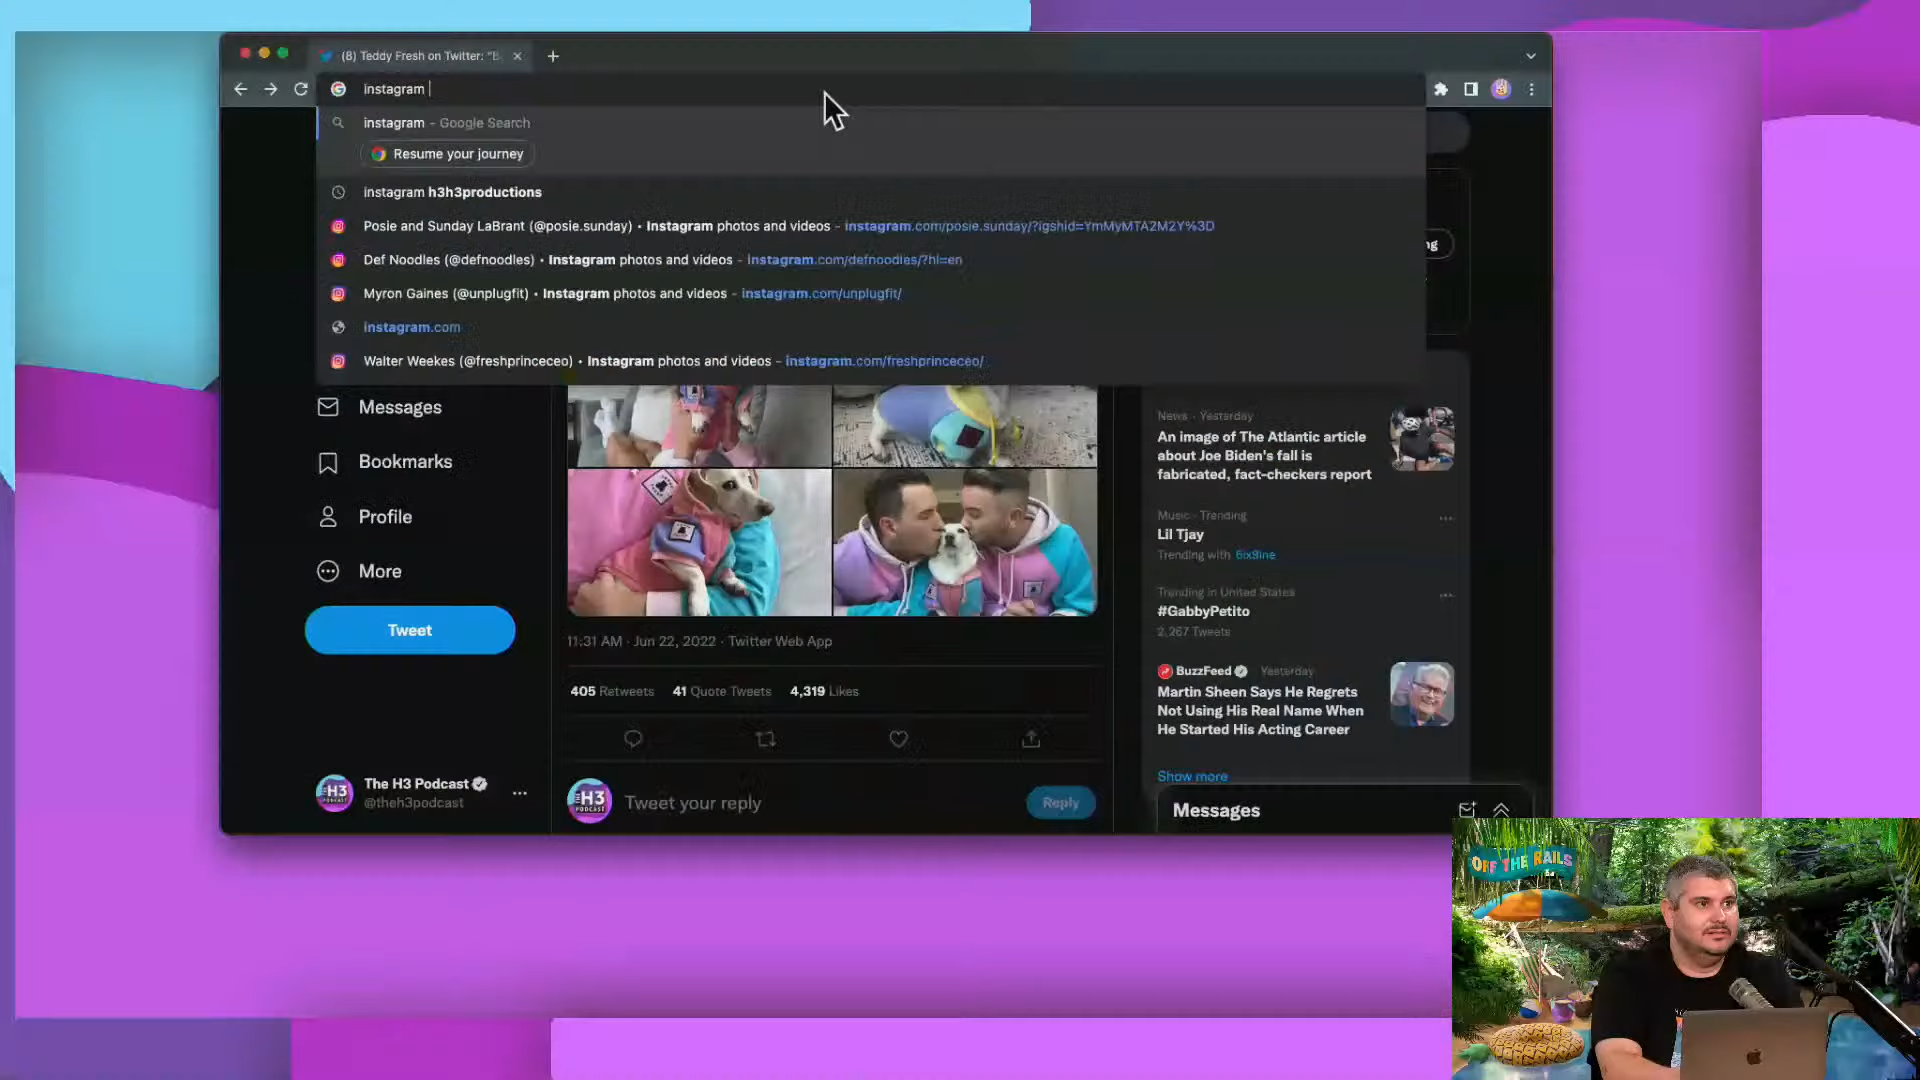 (8) Teddy Fresh on Twitter: "B
instagram
instagram – Google Search
Resume your journey
instagram h3h3productions
Posie and Sunday LaBrant (@posie.sunday) • Instagram photos and videos – instagram.com/posie.sunday/?igshid=YmMyMTA2M2Y%3D
Def Noodles (@defnoodles) • Instagram photos and videos – instagram.com/defnoodles/?hl=en
Myron Gaines (@unplugfit) • Instagram photos and videos – instagram.com/unplugfit/
instagram.com
Walter Weekes (@freshprinceceo) • Instagram photos and videos – instagram.com/freshprinceceo/
ng
Messages
Bookmarks
Profile
More
Tweet
The H3 Podcast
@theh3podcast
11:31 AM · Jun 22, 2022 · Twitter Web App
405 Retweets 41 Quote Tweets 4,319 Likes
H3
PODCAST
Tweet your reply
Reply
News · Yesterday
An image of The Atlantic article
about Joe Biden's fall is
fabricated, fact-checkers report
Music · Trending
Lil Tjay
Trending with 6ix9ine
Trending in United States
#GabbyPetito
2,267 Tweets
BuzzFeed Yesterday
Martin Sheen Says He Regrets
Not Using His Real Name When
He Started His Acting Career
Show more
Messages
OFF THE RAILS